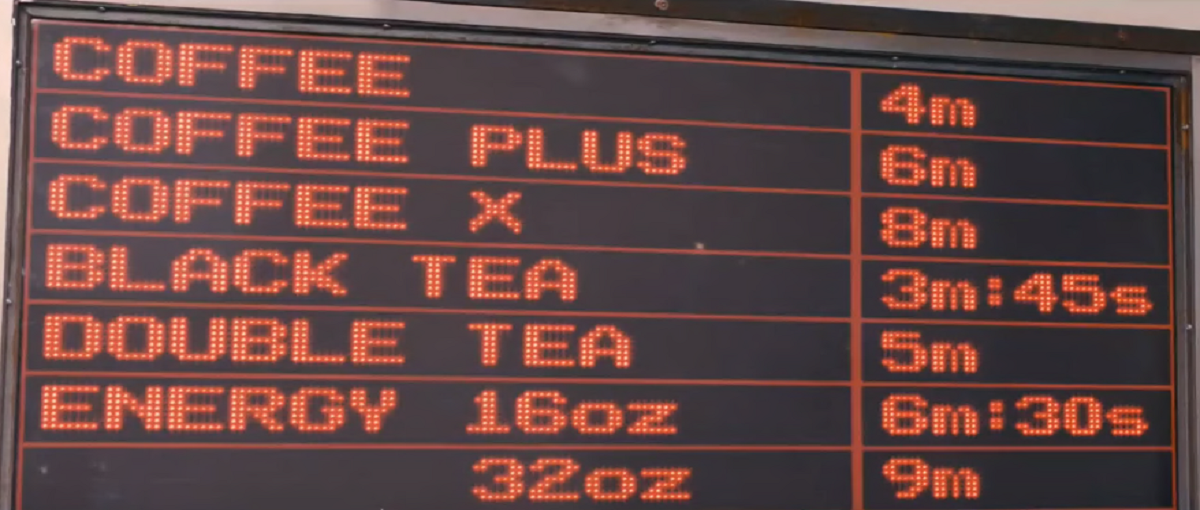 COFFEE 4m
COFFEE PLUS 6m
COFFEE X 8m
BLACK TEA 3m:45s
DOUBLE TEA 5m
ENERGY 16oz 6m:30s
32oz 9m